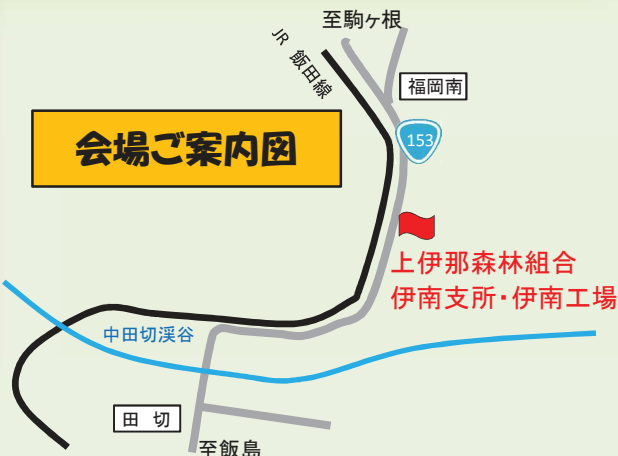 至駒ヶ根
JR 飯田線
福岡南
会場ご案内図
153
上伊那森林組合
伊南支所・伊南工場
中田切渓谷
田 切
至飯島